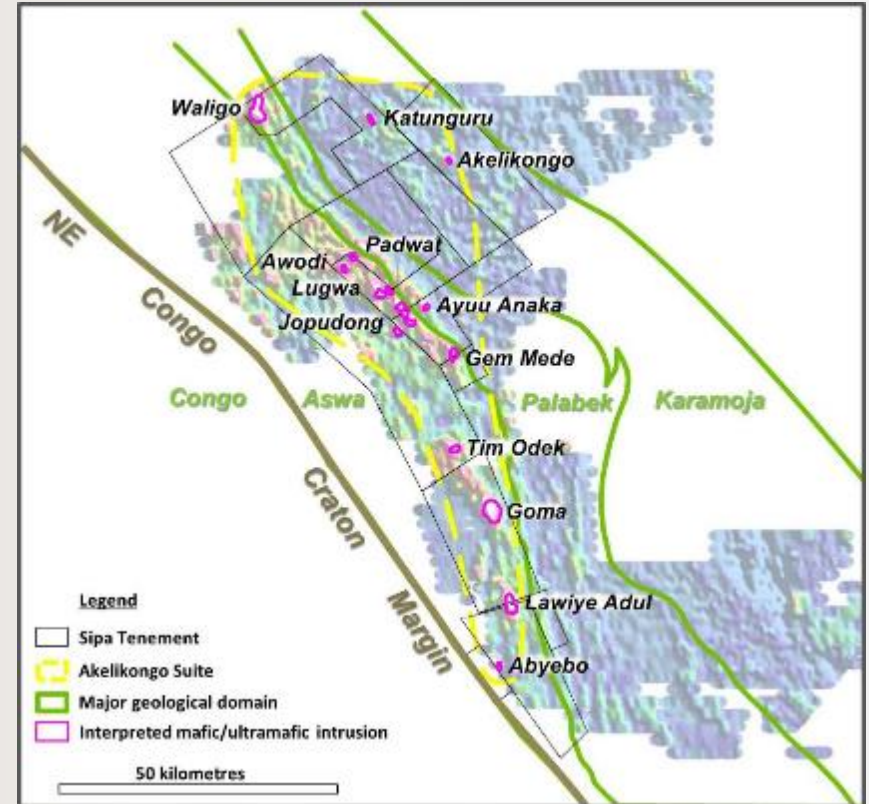 Waligo
Katunguru
Akelikongo
NE
Congo
Craton
Margin
Padwat
Awodi
Lugwa
Ayuu Anaka
Jopudong
Gem Mede
Congo
Aswa
Palabek
Karamoja
Tim Odek
Goma
Lawiye Adul
Abyebo
Legend
Sipa Tenement
Akelikongo Suite
Major geological domain
Interpreted mafic/ultramafic intrusion
50 kilometres